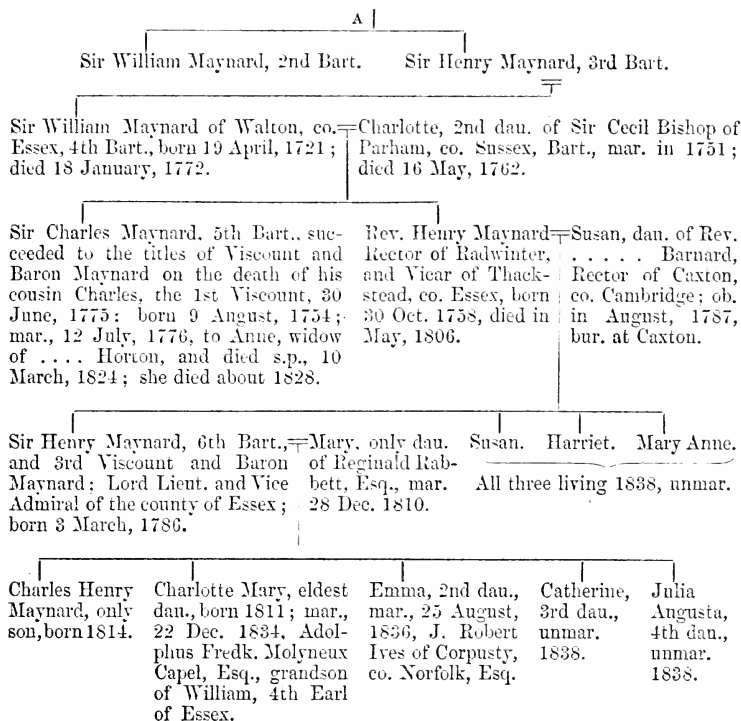 A
Sir William Maynard, 2nd Bart.
Sir Henry Maynard, 3rd Bart.
Sir William Maynard of Walton, co.
Essex, 4th Bart., born 19 April, 1721;
died 18 January, 1772.
Charlotte, 2nd dau. of Sir Cecil Bishop of
Parham, co. Sussex, Bart., mar. in 1751;
died 16 May, 1762.
Sir Charles Maynard, 5th Bart., suc-
ceeded to the titles of Viscount and
Baron Maynard on the death of his
cousin Charles, the 1st Viscount, 30
June, 1775: born 9 August, 1754;
mar., 12 July, 1776, to Anne, widow
of .... Horton, and died s.p., 10
March, 1824; she died about 1828.
Rev. Henry Maynard
Rector of Radwinter,
and Vicar of Thack-
stead, co. Essex, born
30 Oct. 1758, died in
May, 1806.
Susan, dau. of Rev.
..... Barnard,
Rector of Caxton,
co. Cambridge; ob.
in August, 1787,
bur. at Caxton.
Sir Henry Maynard, 6th Bart.,
and 3rd Viscount and Baron
Maynard; Lord Lieut. and Vice
Admiral of the county of Essex;
born 3 March, 1786.
Mary, only dau.
of Reginald Rab-
bett, Esq., mar.
28 Dec. 1810.
Susan. Harriet. Mary Anne.
All three living 1838, unmar.
Charles Henry
Maynard, only
son, born 1814.
Charlotte Mary, eldest
dau., born 1811; mar.,
22 Dec. 1834, Adol-
phus Fredk. Molyneux
Capel, Esq., grandson
of William, 4th Earl
of Essex.
Emma, 2nd dau.,
mar., 25 August,
1836, J. Robert
Ives of Corpusty,
co. Norfolk, Esq.
Catherine,
3rd dau.,
unmar.
1838.
Julia
Augusta,
4th dau.,
unmar.
1838.